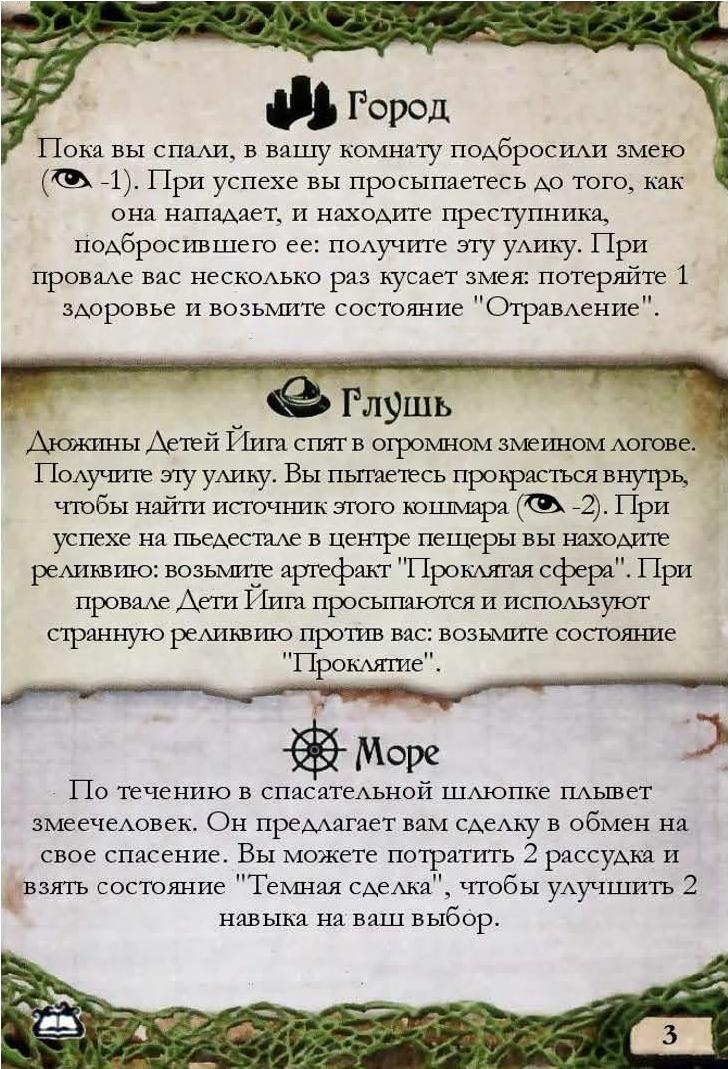 Город
Пока вы спали, в вашу комнату подбросили змею
( -1). При успехе вы просыпаетесь до того, как
она нападает, и находите преступника,
подбросившего ее: получите эту улику. При
провале вас несколько раз кусает змея: потеряйте 1
здоровье и возьмите состояние "Отравление".
Глушь
Дюжины Детей Йига спят в огромном змеином логове.
Получите эту улику. Вы пытаетесь прокрасться внутрь,
чтобы найти источник этого кошмара ( -2). При
успехе на пьедестале в центре пещеры вы находите
реликвию: возьмите артефакт "Проклятая сфера". При
провале Дети Йига просыпаются и используют
странную реликвию против вас: возьмите состояние
"Проклятие".
Море
По течению в спасательной шлюпке плывет
змеечеловек. Он предлагает вам сделку в обмен на
свое спасение. Вы можете потратить 2 рассудка и
взять состояние "Темная сделка", чтобы улучшить 2
навыка на ваш выбор.
3